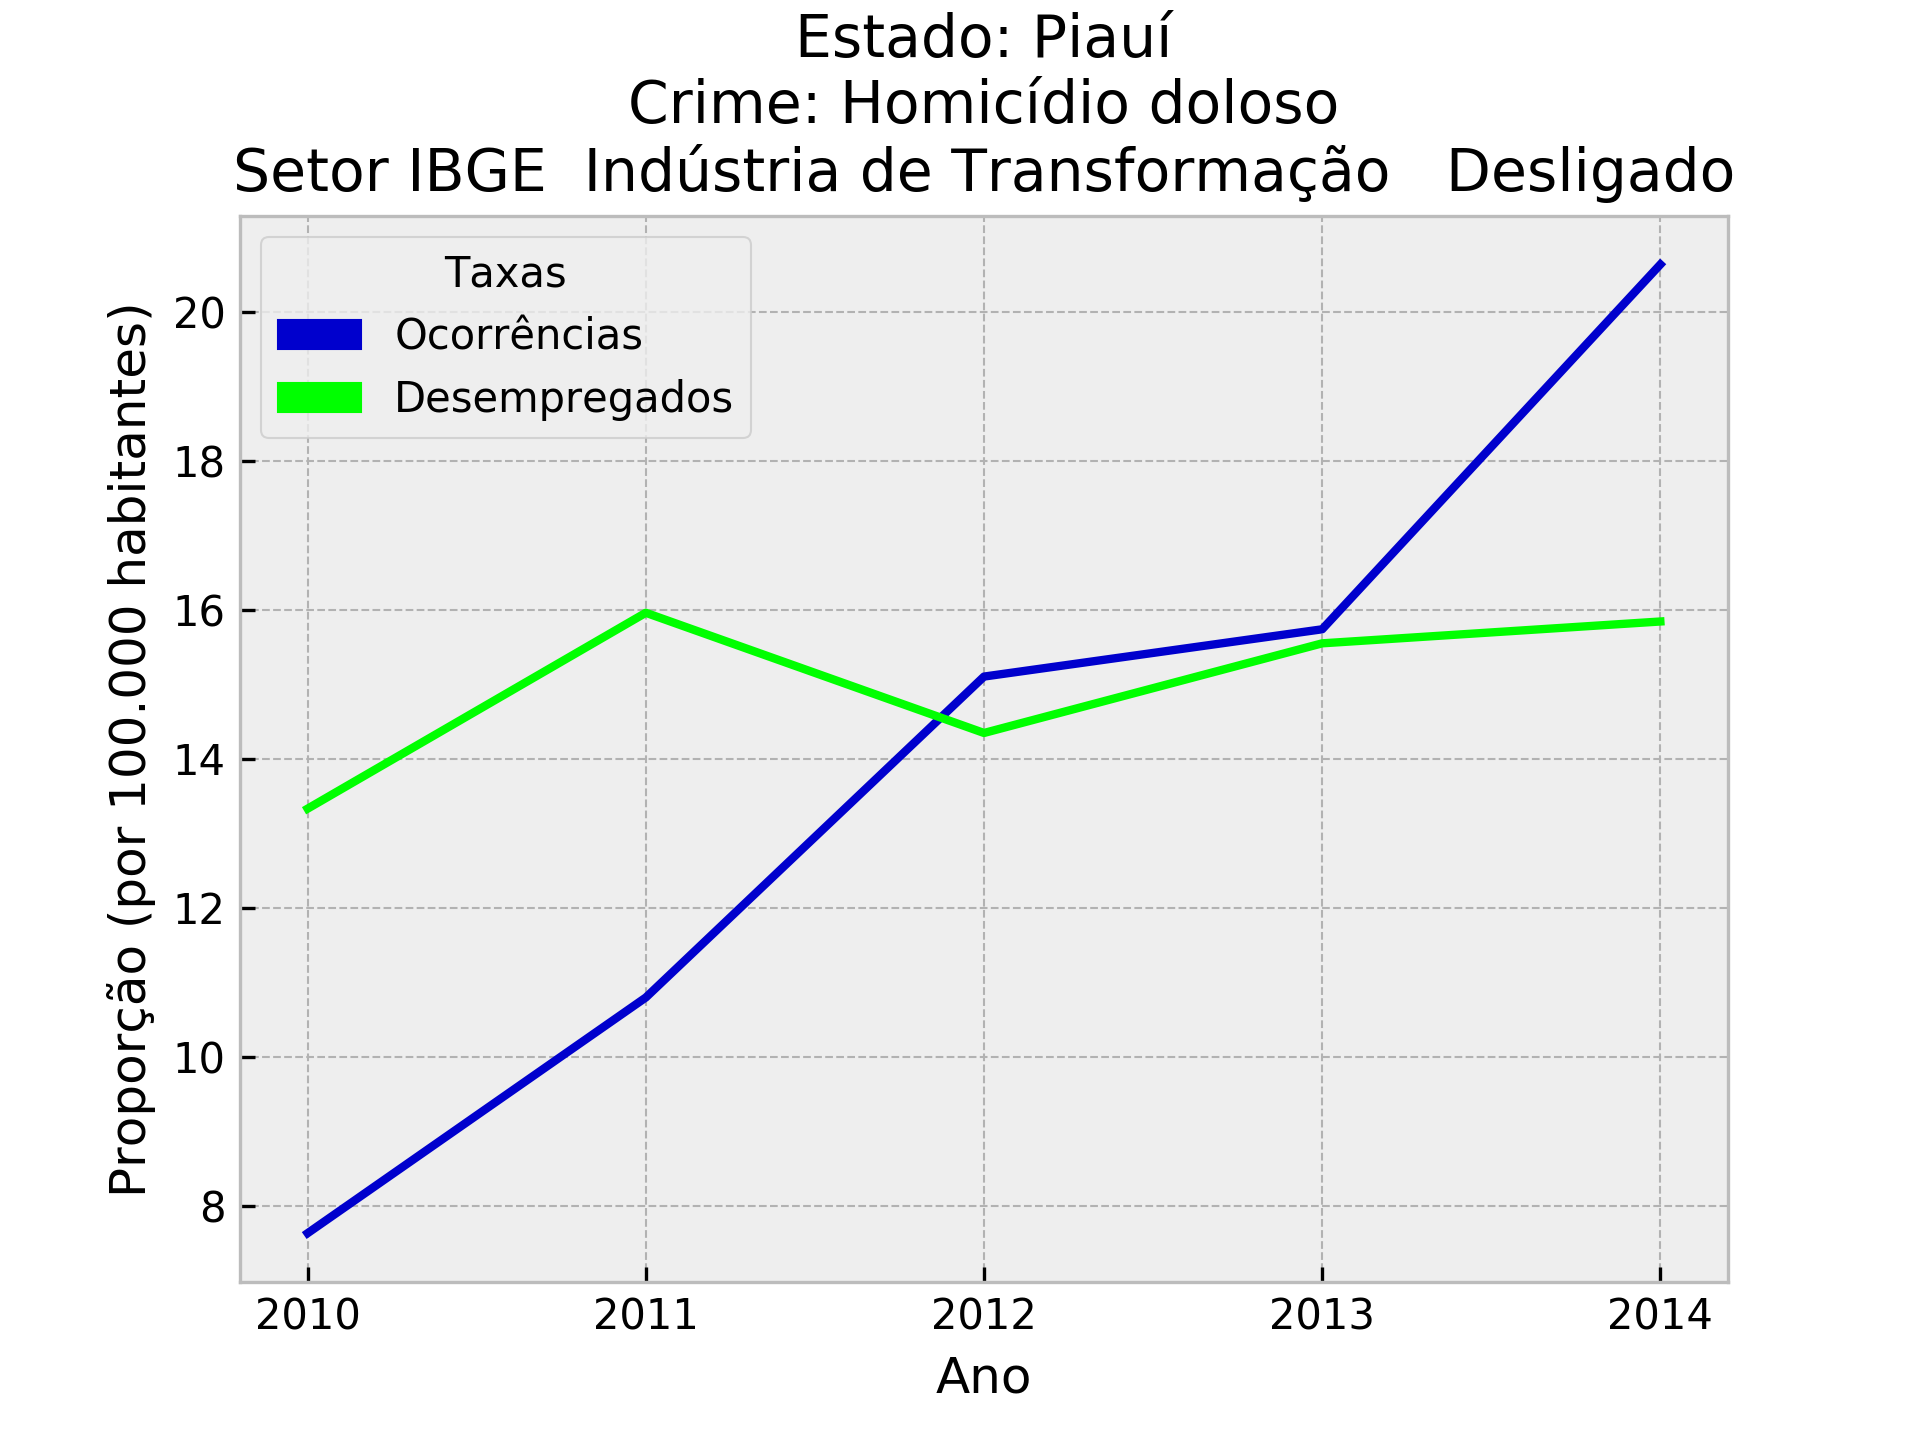 Estado: Piauí
Crime: Homicídio doloso
Setor IBGE  Indústria de Transformação   Desligado
Taxas
Ocorrências
Desempregados
Proporção (por 100.000 habitantes)
20
18
16
14
12
10
8
2010
2011
2012
2013
2014
Ano